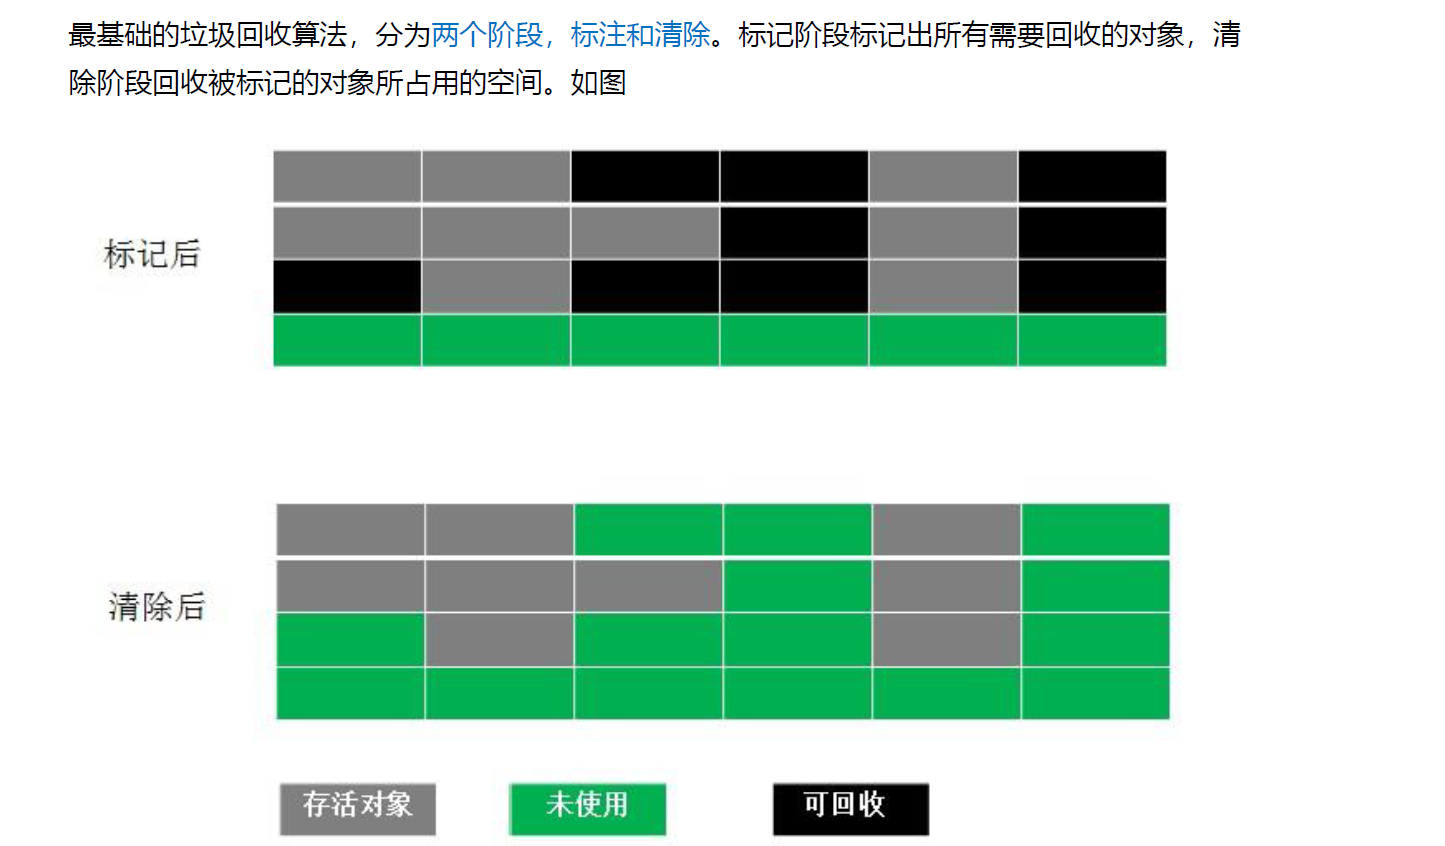 最基础的垃圾回收算法，分为两个阶段，标注和清除。标记阶段标记出所有需要回收的对象，清
除阶段回收被标记的对象所占用的空间。如图
标记后
清除后
存活对象
未使用
可回收